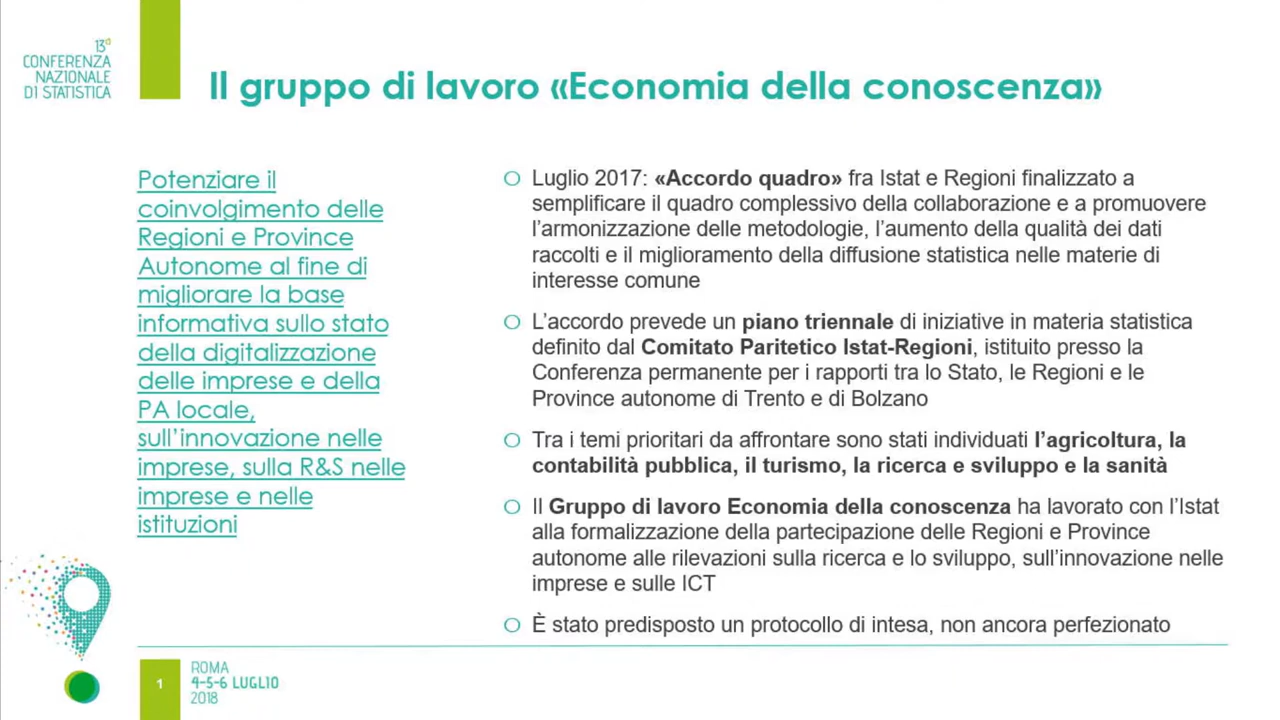 13a
CONFERENZA
NAZIONALE
DI STATISTICA
Il gruppo di lavoro «Economia della conoscenza»
Potenziare il
coinvolgimento delle
Regioni e Province
Autonome al fine di
migliorare la base
informativa sullo stato
della digitalizzazione
delle imprese e della
PA locale,
sull’innovazione nelle
imprese, sulla R&S nelle
imprese e nelle
istituzioni
Luglio 2017: «Accordo quadro» fra Istat e Regioni finalizzato a
semplificare il quadro complessivo della collaborazione e a promuovere
l’armonizzazione delle metodologie, l’aumento della qualità dei dati
raccolti e il miglioramento della diffusione statistica nelle materie di
interesse comune
L’accordo prevede un piano triennale di iniziative in materia statistica
definito dal Comitato Paritetico Istat-Regioni, istituito presso la
Conferenza permanente per i rapporti tra lo Stato, le Regioni e le
Province autonome di Trento e di Bolzano
Tra i temi prioritari da affrontare sono stati individuati l’agricoltura, la
contabilità pubblica, il turismo, la ricerca e sviluppo e la sanità
Il Gruppo di lavoro Economia della conoscenza ha lavorato con l’Istat
alla formalizzazione della partecipazione delle Regioni e Province
autonome alle rilevazioni sulla ricerca e lo sviluppo, sull’innovazione nelle
imprese e sulle ICT
È stato predisposto un protocollo di intesa, non ancora perfezionato
1
ROMA
4-5-6 LUGLIO
2018